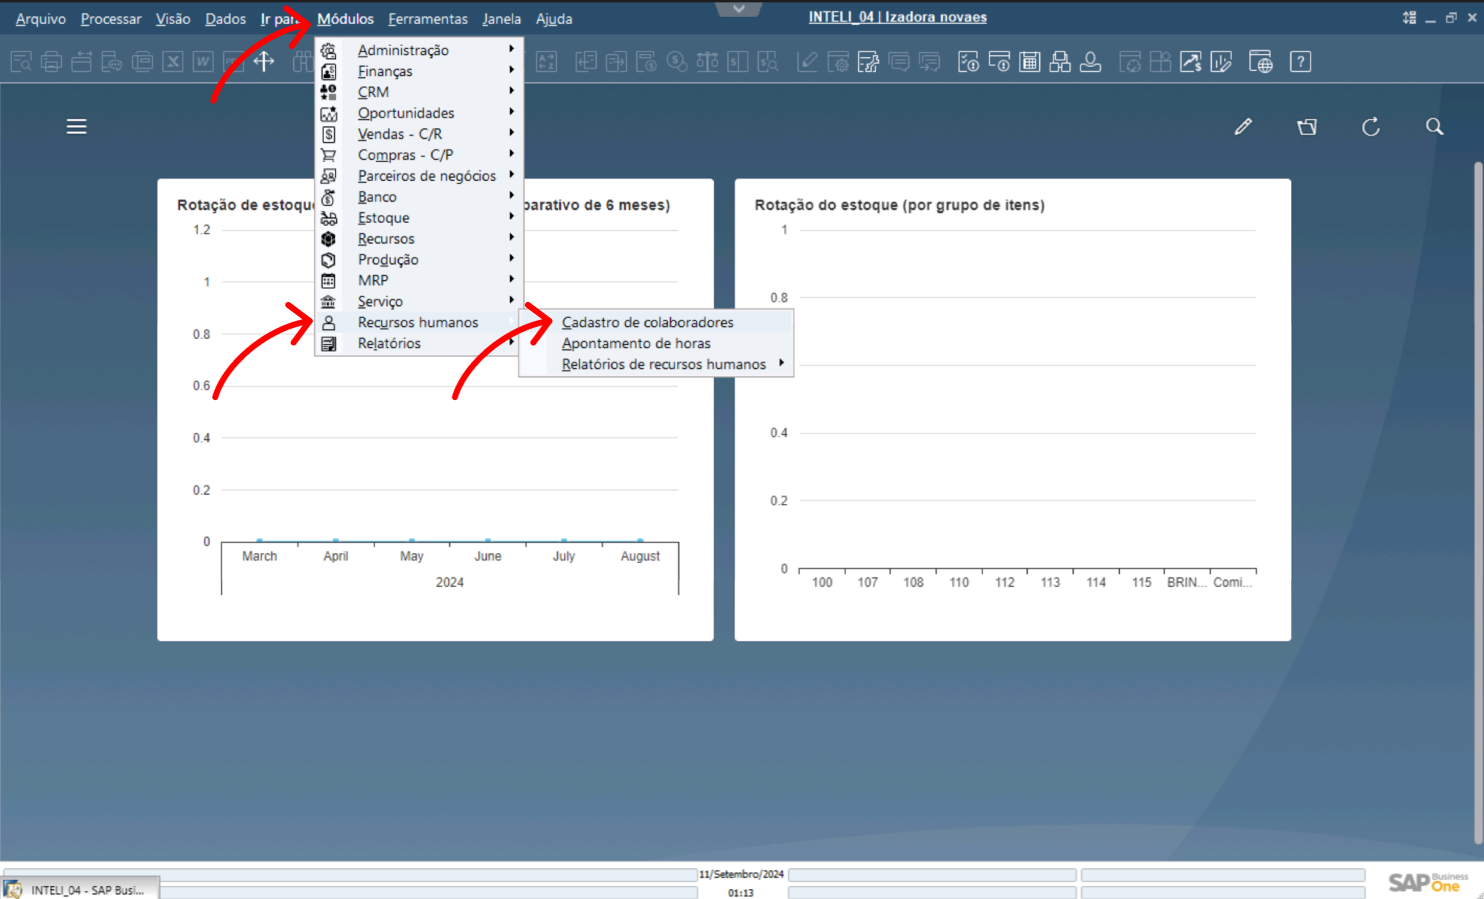 Arquivo Processar Visão Dados Ir para Módulos Ferramentas Janela Ajuda
INTELI_04 | Izadora novaes
Administração
Finanças
CRM
Oportunidades
Vendas - C/R
Compras - C/P
Parceiros de negócios
Banco
Estoque
Recursos
Produção
MRP
Serviço
Recursos humanos
Relatórios
Cadastro de colaboradores
Apontamento de horas
Relatórios de recursos humanos
Rotação de estoque
parativo de 6 meses)
1.2
1
0.8
0.6
0.4
0.2
0
March April May June July August
2024
Rotação do estoque (por grupo de itens)
1
0.8
0.4
0.2
0
100 107 108 110 112 113 114 115 BRIN... Comi...
11/Setembro/2024
01:13
INTELI_04 - SAP Busi...
SAP Business One